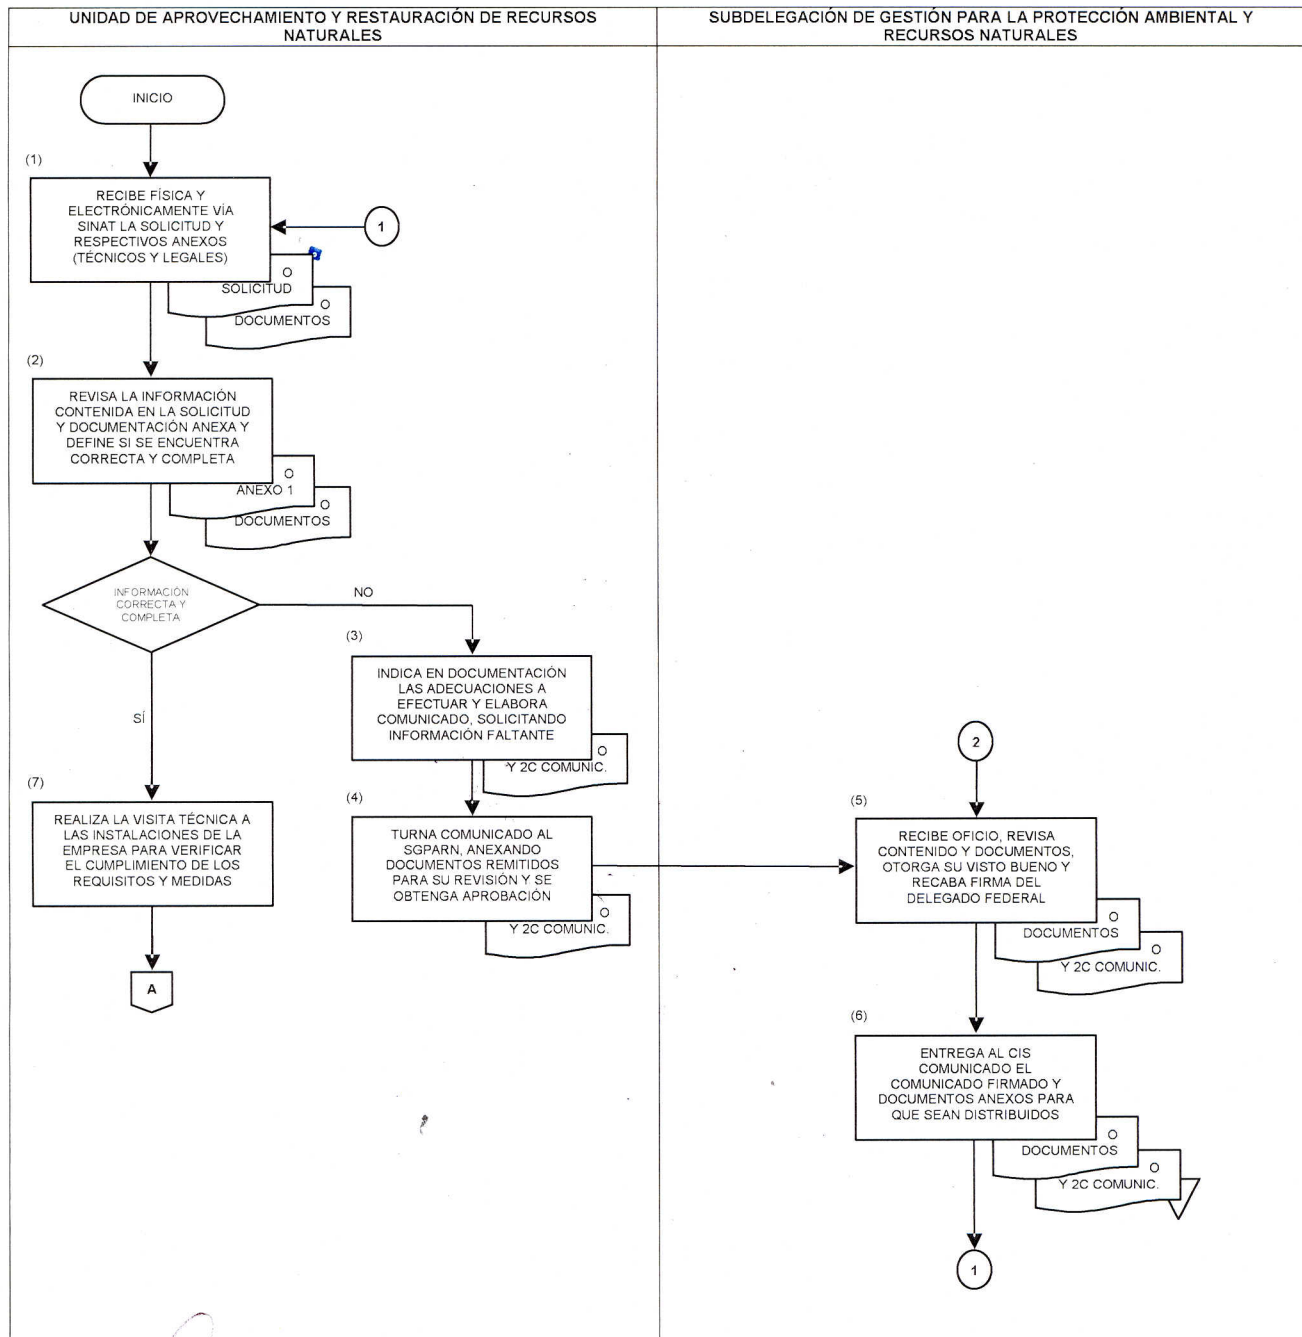 UNIDAD DE APROVECHAMIENTO Y RESTAURACIÓN DE RECURSOS
NATURALES
SUBDELEGACIÓN DE GESTIÓN PARA LA PROTECCIÓN AMBIENTAL Y
RECURSOS NATURALES
INICIO
(1)
RECIBE FÍSICA Y
ELECTRÓNICAMENTE VÍA
SINAT LA SOLICITUD Y
RESPECTIVOS ANEXOS
(TÉCNICOS Y LEGALES)
1
O
SOLICITUD
O
DOCUMENTOS
(2)
REVISA LA INFORMACIÓN
CONTENIDA EN LA SOLICITUD
Y DOCUMENTACIÓN ANEXA Y
DEFINE SI SE ENCUENTRA
CORRECTA Y COMPLETA
O
ANEXO 1
O
DOCUMENTOS
INFORMACIÓN
CORRECTA Y
COMPLETA
NO
SÍ
(3)
INDICA EN DOCUMENTACIÓN
LAS ADECUACIONES A
EFECTUAR Y ELABORA
COMUNICADO, SOLICITANDO
INFORMACIÓN FALTANTE
O
Y 2C COMUNIC.
(4)
TURNA COMUNICADO AL
SGPARN, ANEXANDO
DOCUMENTOS REMITIDOS
PARA SU REVISIÓN Y SE
OBTENGA APROBACIÓN
O
Y 2C COMUNIC.
(7)
REALIZA LA VISITA TÉCNICA A
LAS INSTALACIONES DE LA
EMPRESA PARA VERIFICAR
EL CUMPLIMIENTO DE LOS
REQUISITOS Y MEDIDAS
A
2
(5)
RECIBE OFICIO, REVISA
CONTENIDO Y DOCUMENTOS,
OTORGA SU VISTO BUENO Y
RECABA FIRMA DEL
DELEGADO FEDERAL
O
DOCUMENTOS
O
Y 2C COMUNIC.
(6)
ENTREGA AL CIS
COMUNICADO EL
COMUNICADO FIRMADO Y
DOCUMENTOS ANEXOS PARA
QUE SEAN DISTRIBUIDOS
O
DOCUMENTOS
O
Y 2C COMUNIC.
1